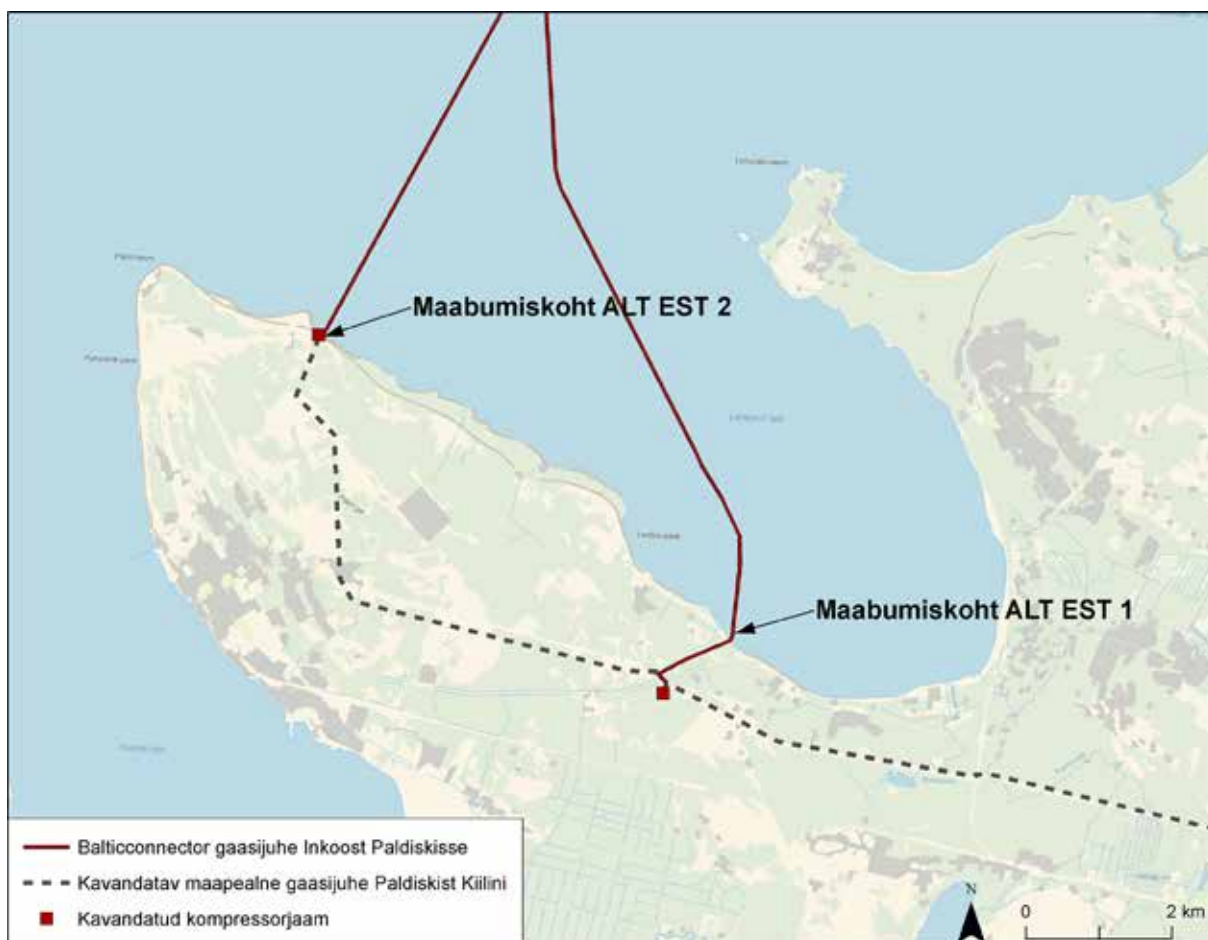 Maabumiskoht ALT EST 2
Maabumiskoht ALT EST 1
Balticconnector gaasijuhe Inkoost Paldiskisse
Kavandatav maapealne gaasijuhe Paldiskist Kiilini
Kavandatud kompressorjaam
N
0 2 km